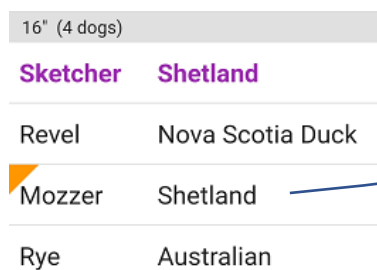 16" (4 dogs)
Sketcher Shetland
Revel Nova Scotia Duck
Mozzer Shetland
Rye Australian